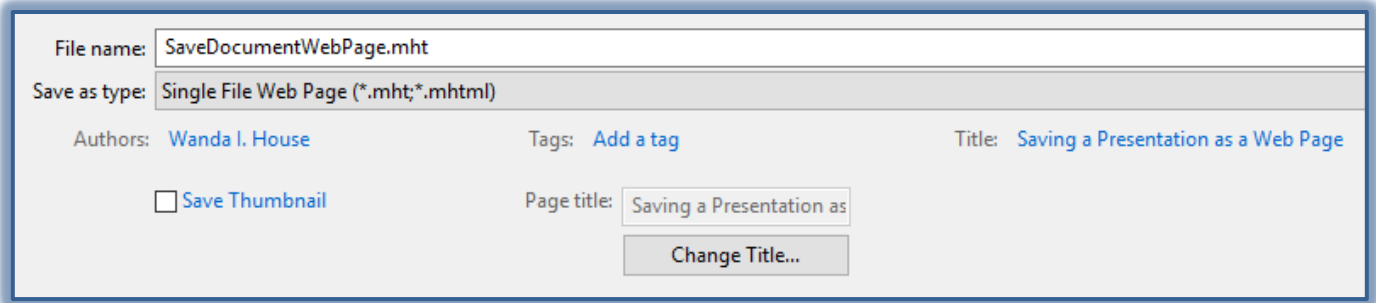 File name: SaveDocumentWebPage.mht
Save as type: Single File Web Page (*.mht;*.mhtml)
Authors: Wanda I. House Tags: Add a tag Title: Saving a Presentation as a Web Page
Save Thumbnail Page title: Saving a Presentation as
Change Title...